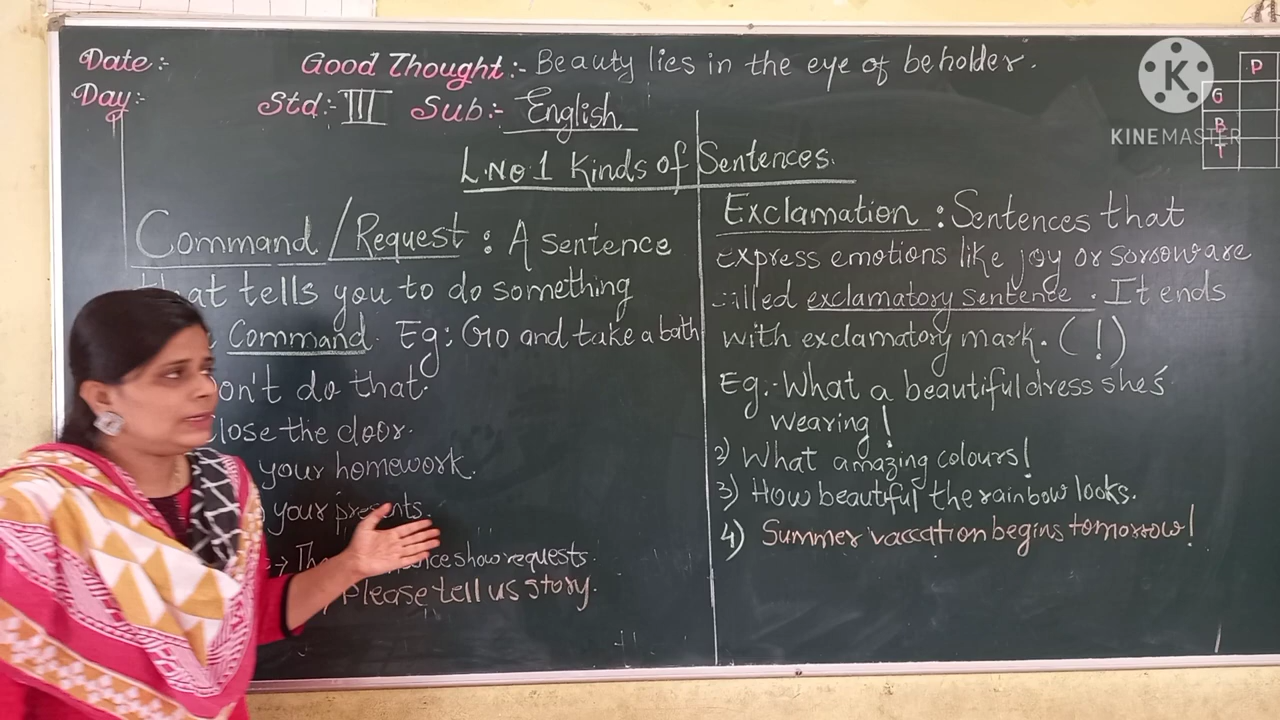 Date:-
Good Thought:- Beauty lies in the eye of beholder.
Day:-
Std:- III Sub:- English
L.No.1 Kinds of Sentences.
Command / Request : A sentence
that tells you to do something
Command. Eg: Go and take a bath
on't do that.
lose the door.
your homework.
your presents.
show requests.
Please tell us story.
Exclamation : Sentences that
express emotions like joy or sorrow are
exclamatory sentence. It ends
with exclamatory mark. (!)
Eg:- What a beautiful dress she's
wearing!
2) What amazing colours!
3) How beautiful the rainbow looks.
4) Summer vaccation begins tomorrow!
P
G
B
T
K
KINEMASTER